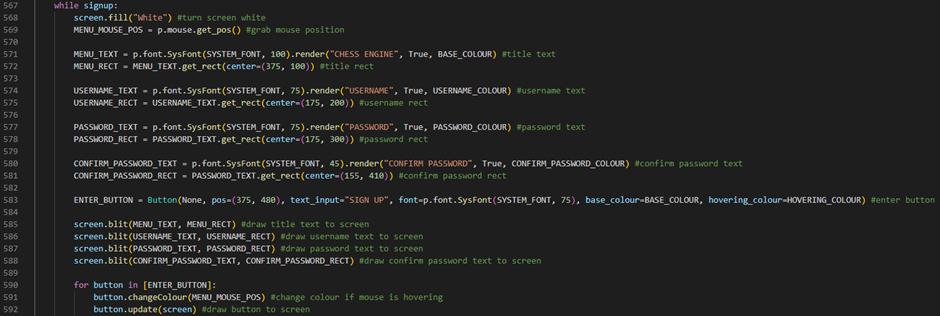 567 while signup:
568 screen.fill("White") #turn screen white
569 MENU_MOUSE_POS = p.mouse.get_pos() #grab mouse position
570
571 MENU_TEXT = p.font.SysFont(SYSTEM_FONT, 100).render("CHESS ENGINE", True, BASE_COLOUR) #title text
572 MENU_RECT = MENU_TEXT.get_rect(center=(375, 100)) #title rect
573
574 USERNAME_TEXT = p.font.SysFont(SYSTEM_FONT, 75).render("USERNAME", True, USERNAME_COLOUR) #username text
575 USERNAME_RECT = USERNAME_TEXT.get_rect(center=(175, 200)) #username rect
576
577 PASSWORD_TEXT = p.font.SysFont(SYSTEM_FONT, 75).render("PASSWORD", True, PASSWORD_COLOUR) #password text
578 PASSWORD_RECT = PASSWORD_TEXT.get_rect(center=(175, 300)) #password rect
579
580 CONFIRM_PASSWORD_TEXT = p.font.SysFont(SYSTEM_FONT, 45).render("CONFIRM PASSWORD", True, CONFIRM_PASSWORD_COLOUR) #confirm password text
581 CONFIRM_PASSWORD_RECT = PASSWORD_TEXT.get_rect(center=(155, 410)) #confirm password rect
582
583 ENTER_BUTTON = Button(None, pos=(375, 480), text_input="SIGN UP", font=p.font.SysFont(SYSTEM_FONT, 75), base_colour=BASE_COLOUR, hovering_colour=HOVERING_COLOUR) #enter button
584
585 screen.blit(MENU_TEXT, MENU_RECT) #draw title text to screen
586 screen.blit(USERNAME_TEXT, USERNAME_RECT) #draw username text to screen
587 screen.blit(PASSWORD_TEXT, PASSWORD_RECT) #draw password text to screen
588 screen.blit(CONFIRM_PASSWORD_TEXT, CONFIRM_PASSWORD_RECT) #draw confirm password text to screen
589
590 for button in [ENTER_BUTTON]:
591 button.changeColour(MENU_MOUSE_POS) #change colour if mouse is hovering
592 button.update(screen) #draw button to screen